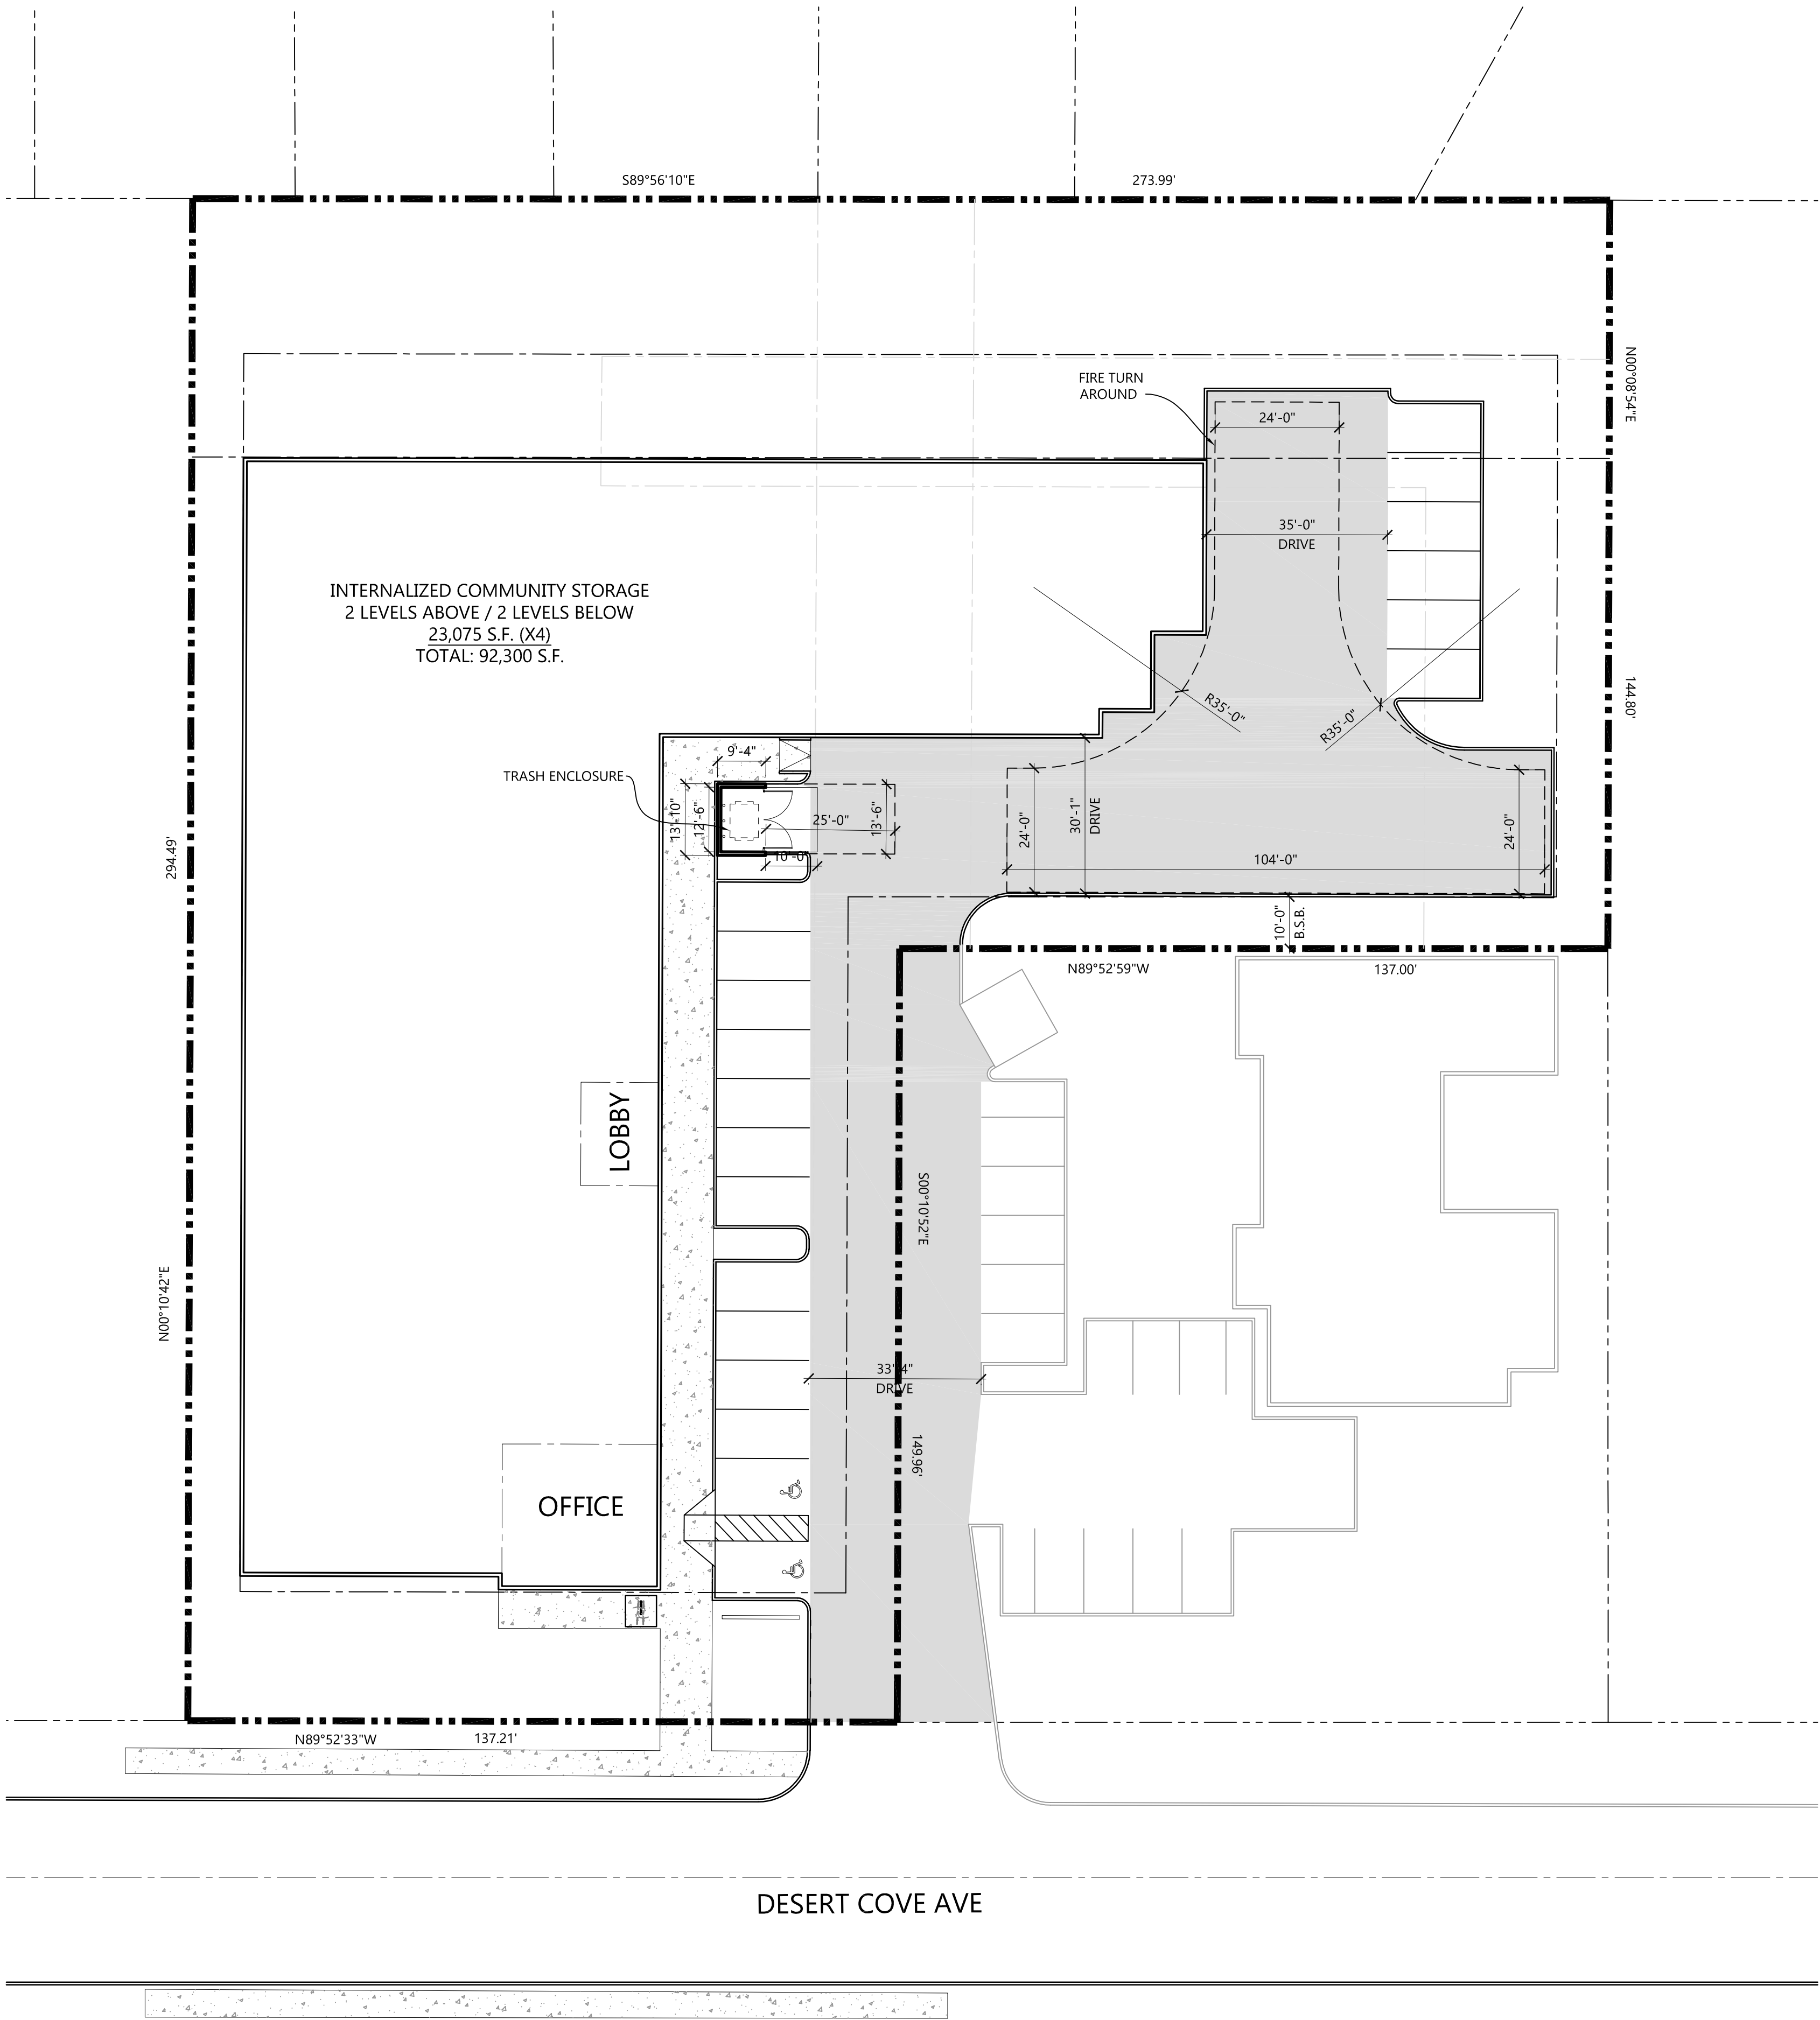 S89°56'10"E
273.99'
N00°08'54"E
FIRE TURN
AROUND
24'-0"
35'-0"
DRIVE
INTERNALIZED COMMUNITY STORAGE
2 LEVELS ABOVE / 2 LEVELS BELOW
23,075 S.F. (X4)
TOTAL: 92,300 S.F.
144.80'
R35'-0"
R35'-0"
9'-4"
TRASH ENCLOSURE
13'-10"
12'-6"
25'-0"
13'-6"
10'-0"
24'-0"
30'-1"
DRIVE
24'-0"
104'-0"
294.49'
10'-0"
B.S.B.
N89°52'59"W
137.00'
LOBBY
S00°10'52"E
N00°10'42"E
33'-4"
DRIVE
149.96'
OFFICE
N89°52'33"W
137.21'
DESERT COVE AVE